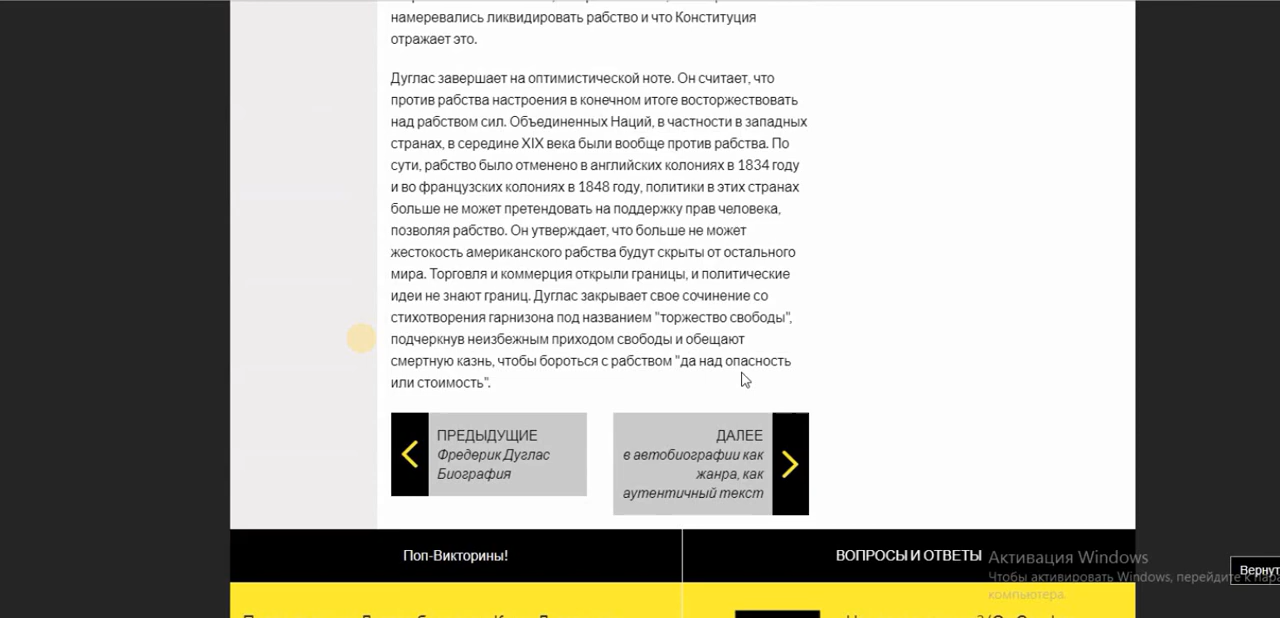 намеревались ликвидировать рабство и что Конституция
отражает это.
Дуглас завершает на оптимистической ноте. Он считает, что
против рабства настроения в конечном итоге восторжествовать
над рабством сил. Объединенных Наций, в частности в западных
странах, в середине XIX века были вообще против рабства. По
сути, рабство было отменено в английских колониях в 1834 году
и во французских колониях в 1848 году, политики в этих странах
больше не может претендовать на поддержку прав человека,
позволяя рабство. Он утверждает, что больше не может
жестокость американского рабства будут скрыты от остального
мира. Торговля и коммерция открыли границы, и политические
идеи не знают границ. Дуглас закрывает свое сочинение со
стихотворения гарнизона под названием "торжество свободы",
подчеркнув неизбежным приходом свободы и обещают
смертную казнь, чтобы бороться с рабством "да над опасность
или стоимость".
ПРЕДЫДУЩИЕ
Фредерик Дуглас
Биография
ДАЛЕЕ
в автобиографии как
жанра, как
аутентичный текст
Поп-Викторины!
ВОПРОСЫ И ОТВЕТЫ
Активация Windows
Чтобы активировать Windows, перейдите к пара
компьютера.
Вернут